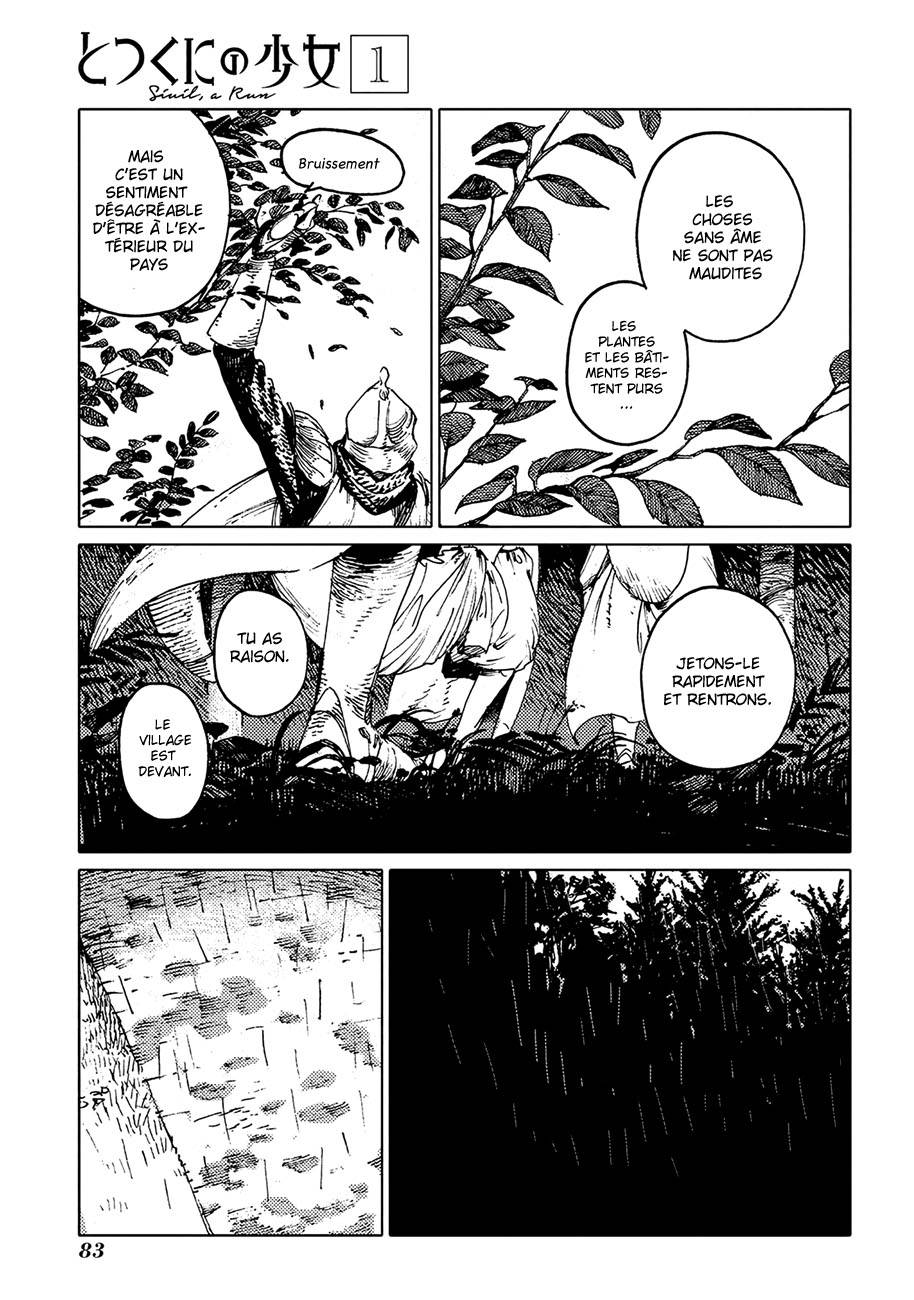 とつくにの少女
1
Siúil, a Rún
LES
CHOSES
SANS ÂME
NE SONT PAS
MAUDITES
LES
PLANTES
ET LES BÂTI-
MENTS RES-
TENT PURS
...
Bruissement
MAIS
C'EST UN
SENTIMENT
DÉSAGRÉABLE
D'ÊTRE À L'EX-
TÉRIEUR DU
PAYS
JETONS-LE
RAPIDEMENT
ET RENTRONS.
TU AS
RAISON.
LE
VILLAGE
EST
DEVANT.
83